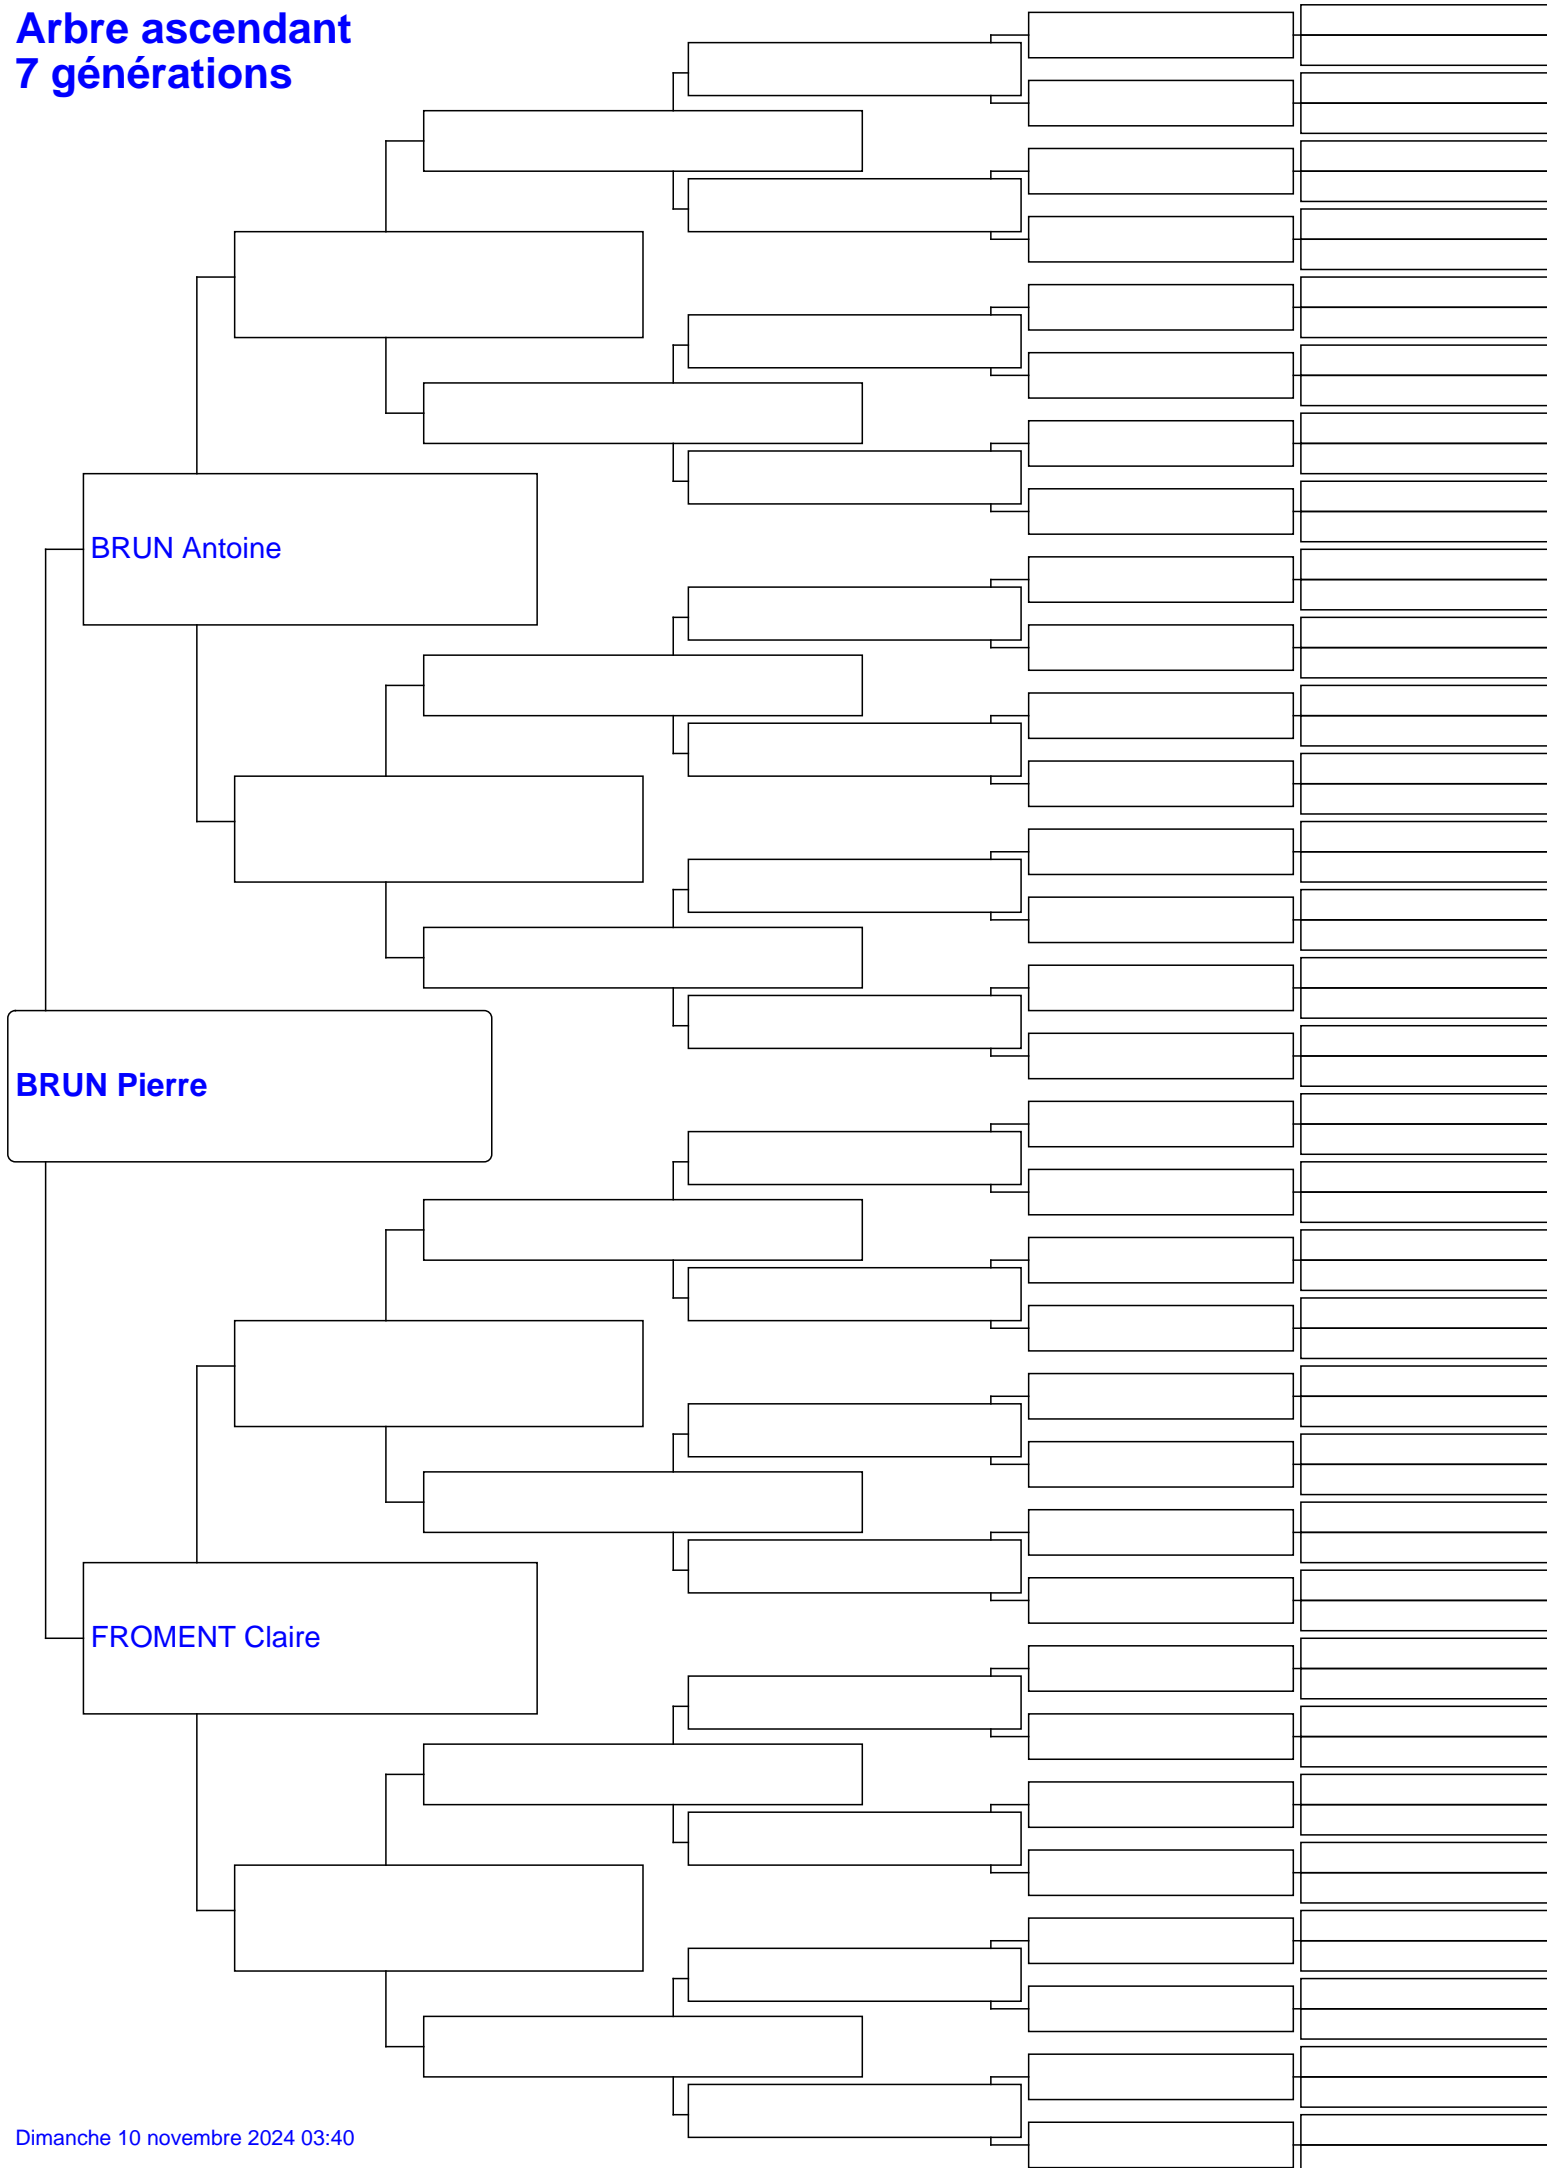 Arbre ascendant
7 générations
BRUN Antoine
BRUN Pierre
FROMENT Claire
Dimanche 10 novembre 2024 03:40